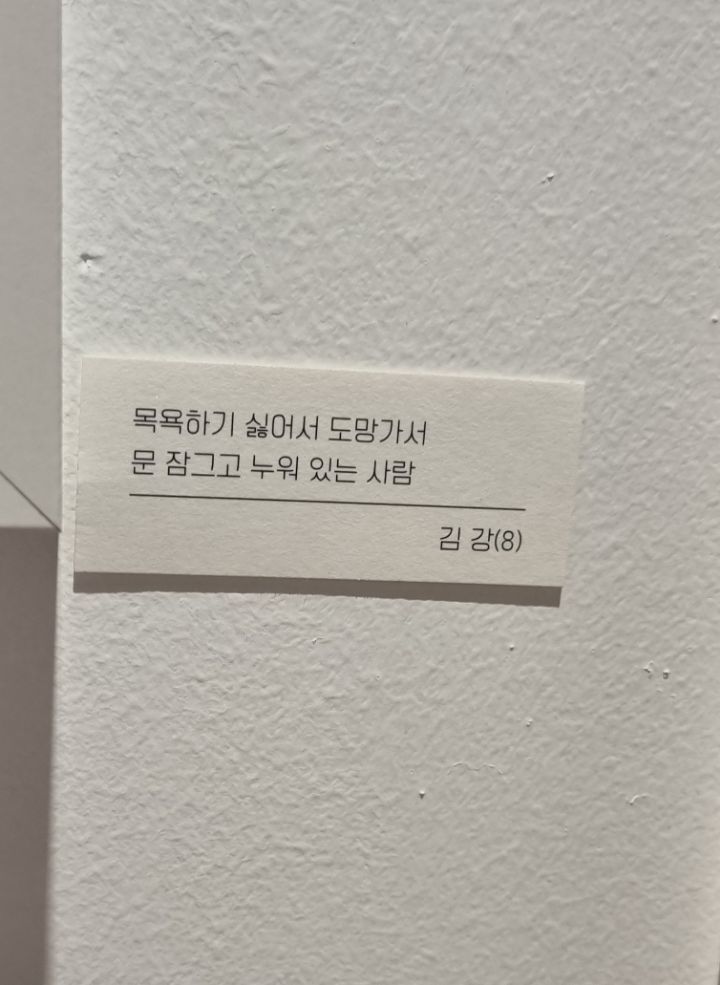 목욕하기 싫어서 도망가서
문 잠그고 누워 있는 사람
김 강(8)